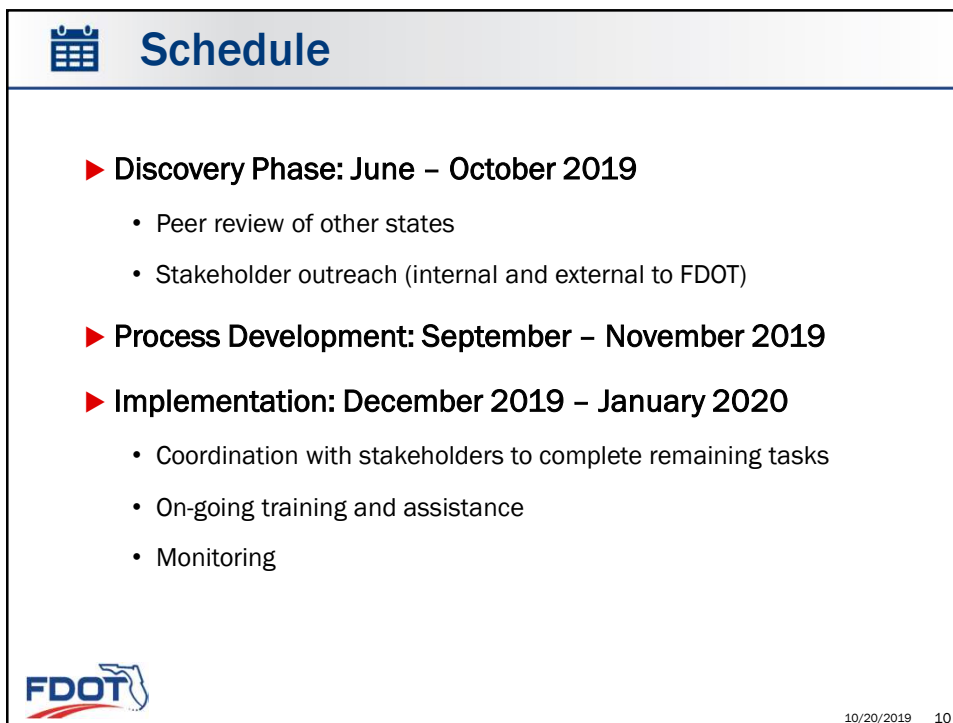 Schedule
▶ Discovery Phase: June – October 2019
• Peer review of other states
• Stakeholder outreach (internal and external to FDOT)
▶ Process Development: September – November 2019
▶ Implementation: December 2019 – January 2020
• Coordination with stakeholders to complete remaining tasks
• On-going training and assistance
• Monitoring
FDOT
10/20/2019 10